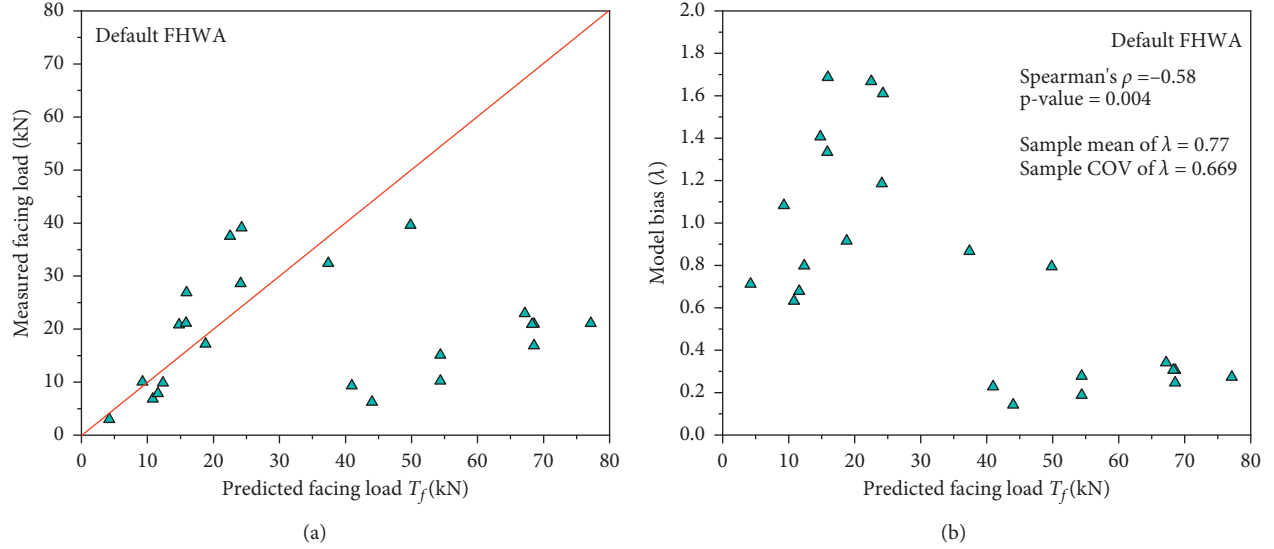 80
70
60
50
40
30
20
10
0
Measured facing load (kN)
Default FHWA
0 10 20 30 40 50 60 70 80
Predicted facing load T_f (kN)
(a)
2.0
1.8
1.6
1.4
1.2
1.0
0.8
0.6
0.4
0.2
0.0
Model bias (λ)
Default FHWA
Spearman's ρ =–0.58
p-value = 0.004
Sample mean of λ = 0.77
Sample COV of λ = 0.669
0 10 20 30 40 50 60 70 80
Predicted facing load T_f (kN)
(b)